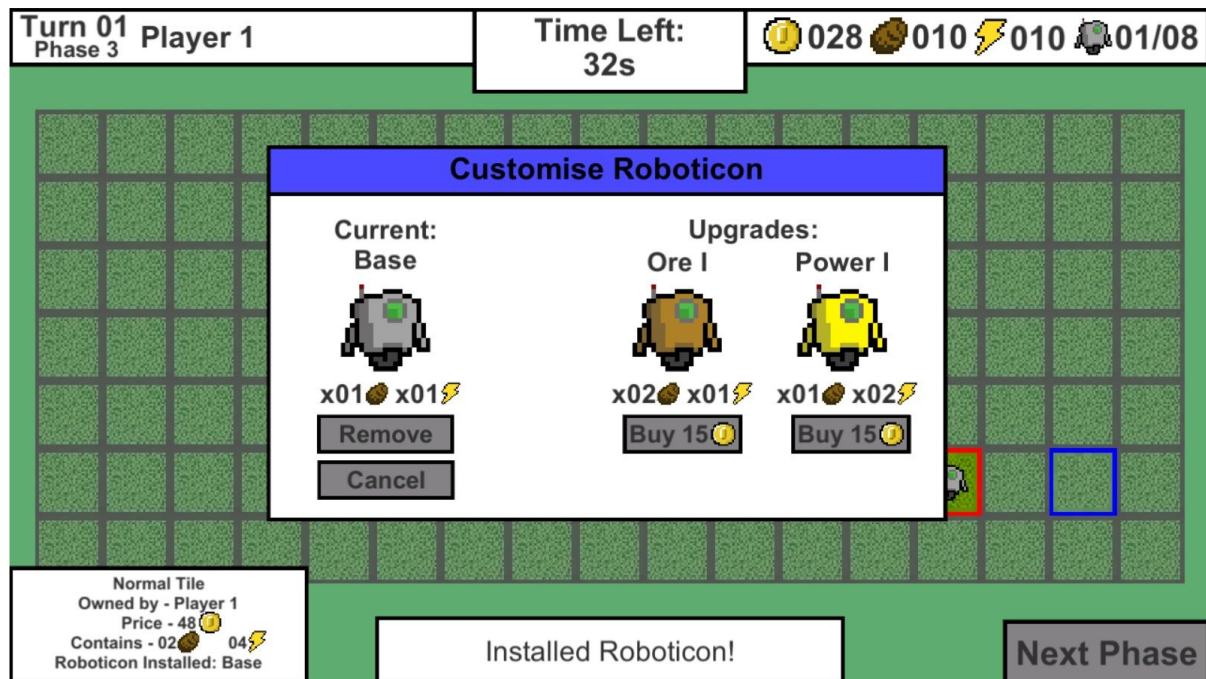 Turn 01
Phase 3
Player 1
Time Left:
32s
028 010 010 01/08
Customise Roboticon
Current:
Base
Upgrades:
Ore I Power I
x01 x01
x02 x01 x01 x02
Remove
Buy 15 Buy 15
Cancel
Normal Tile
Owned by - Player 1
Price - 48
Contains - 02 04
Roboticon Installed: Base
Installed Roboticon!
Next Phase